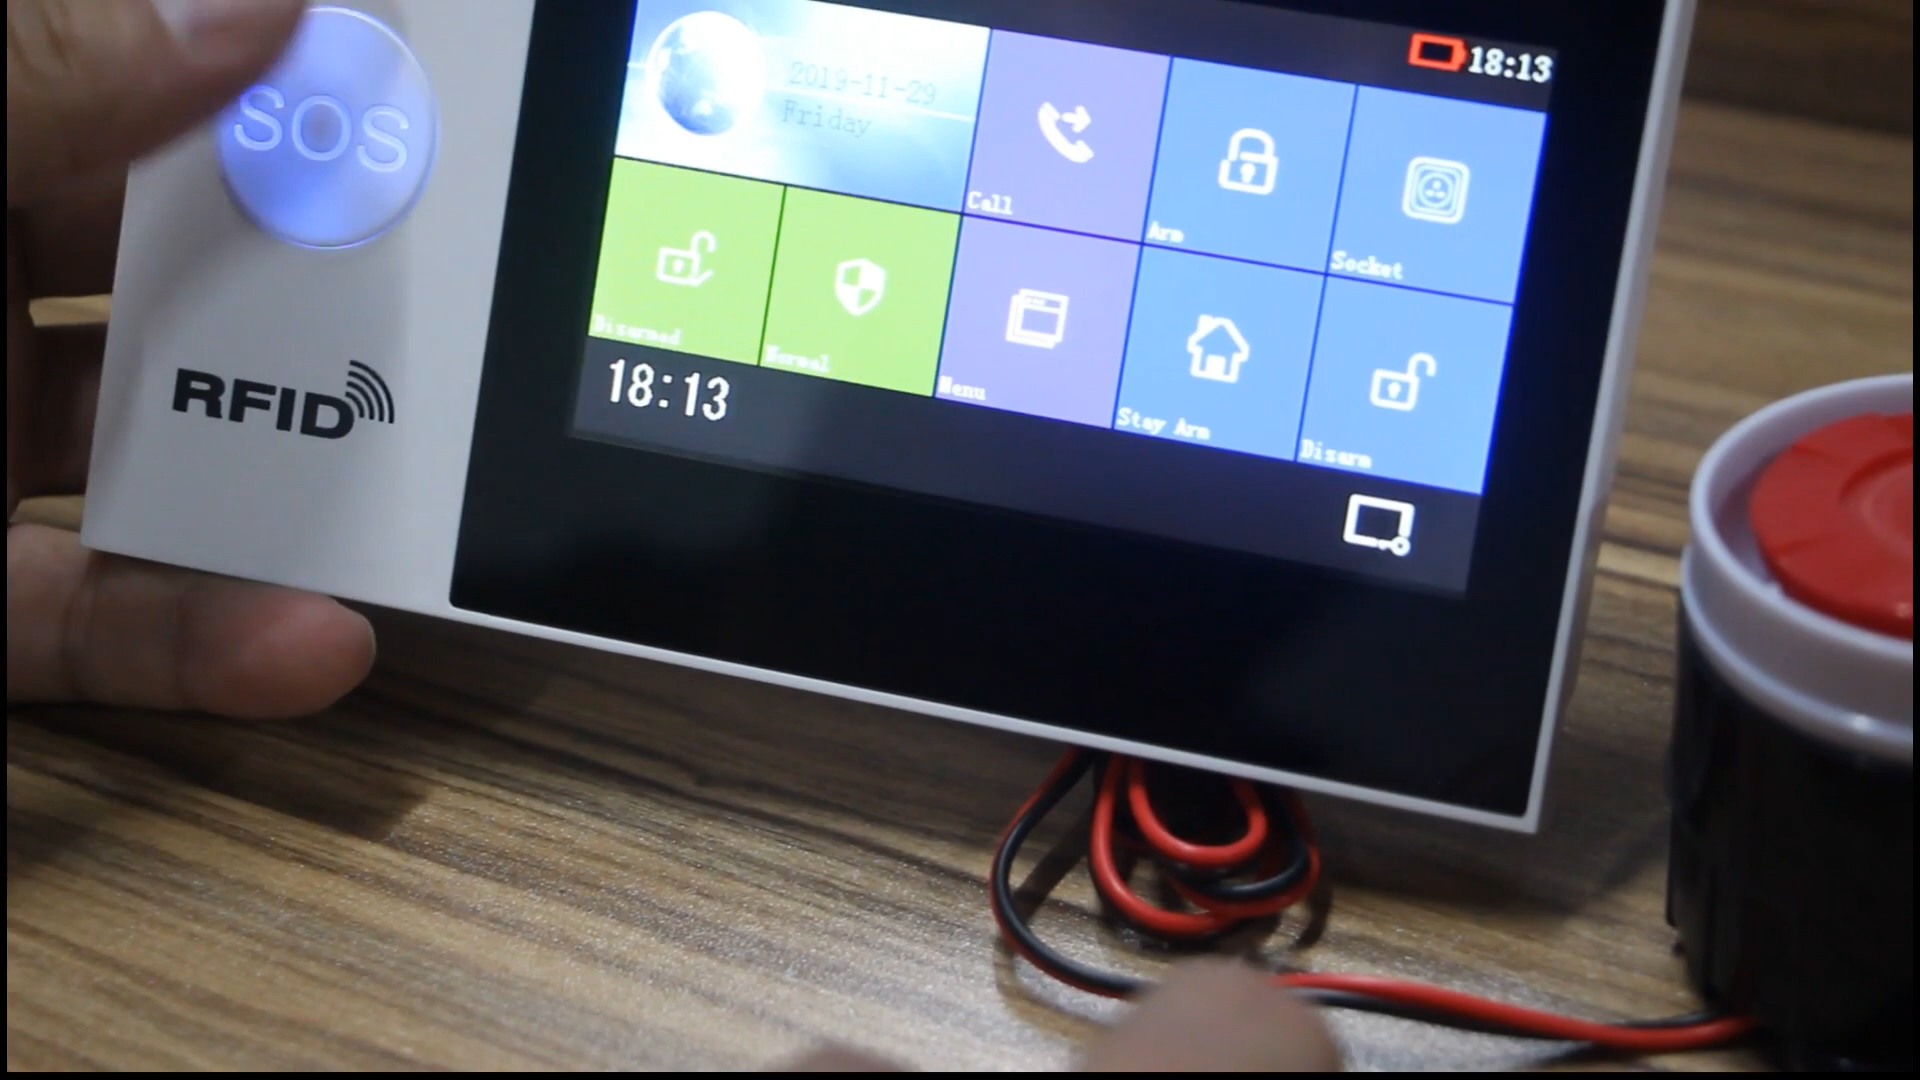 SOS
RFID
18:13
2019-11-29
Friday
Call
Arm
Socket
Disarmed
Normal
Menu
Stay Arm
Disarm
18:13